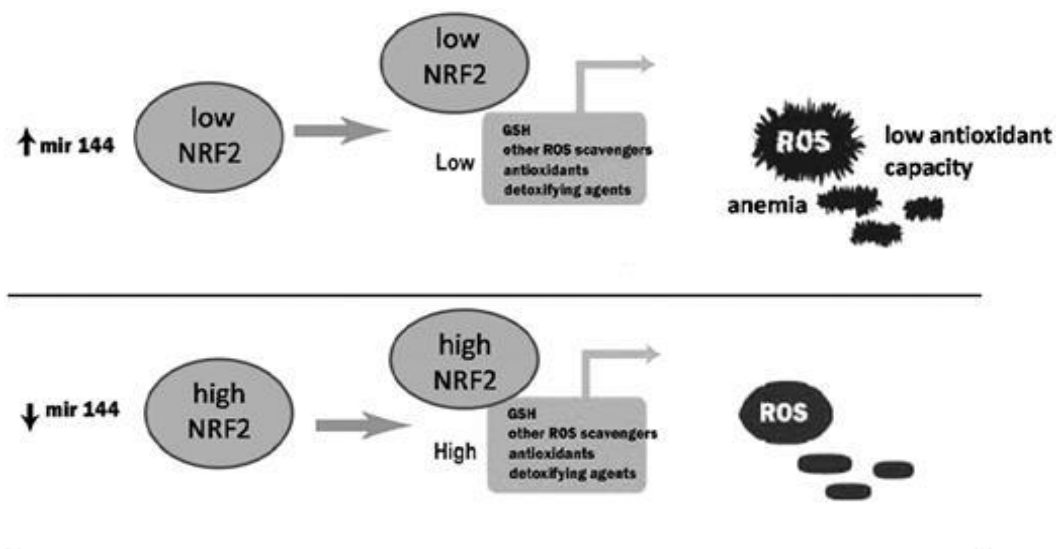 mir 144
low
NRF2
low
NRF2
Low
GSH
other ROS scavengers
antioxidants
detoxifying agents
ROS
low antioxidant
capacity
anemia
mir 144
high
NRF2
high
NRF2
High
GSH
other ROS scavengers
antioxidants
detoxifying agents
ROS